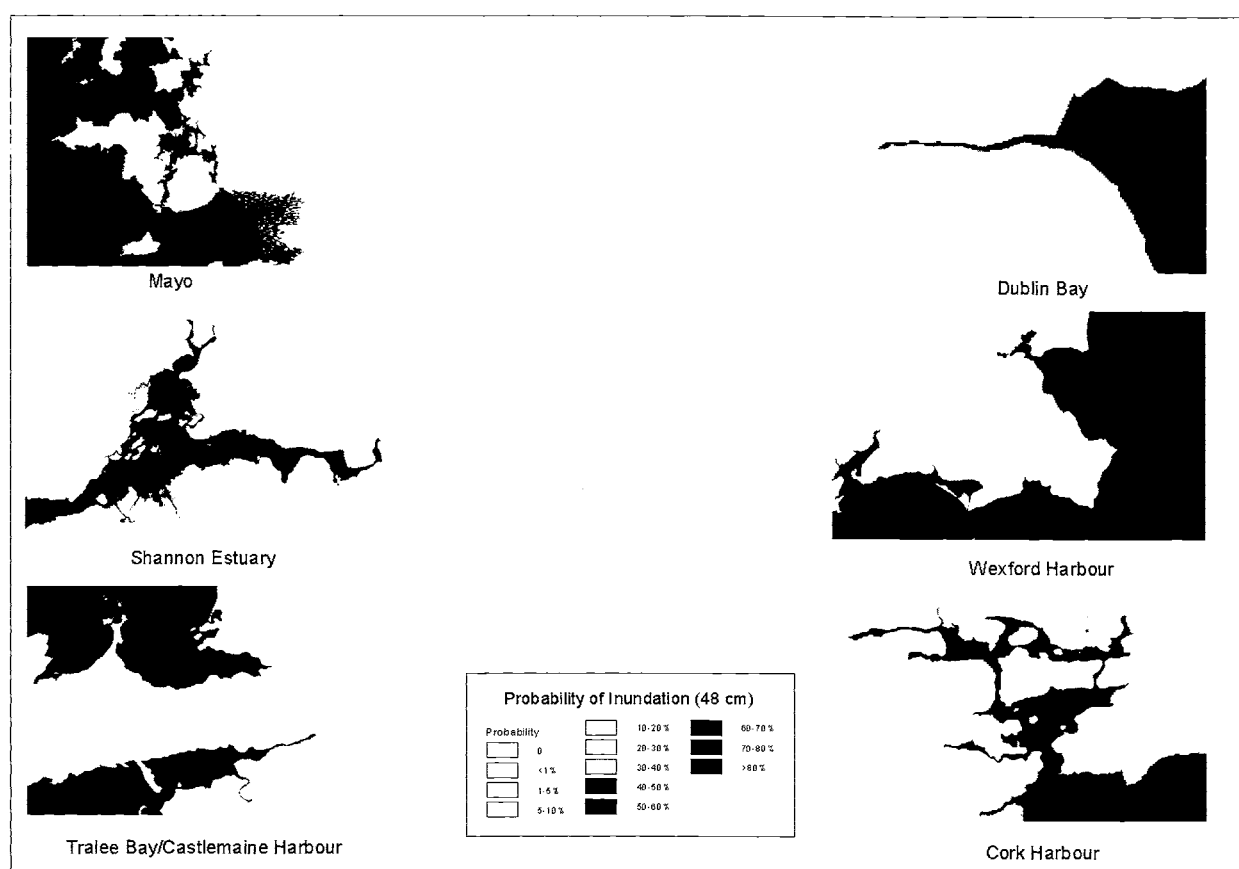 Mayo
Dublin Bay
Shannon Estuary
Wexford Harbour
Tralee Bay/Castlemaine Harbour
Cork Harbour
Probability of Inundation (48 cm)
Probability
0
<1%
1-5%
5-10%
10-20%
20-30%
30-40%
40-50%
50-60%
60-70%
70-80%
>80%